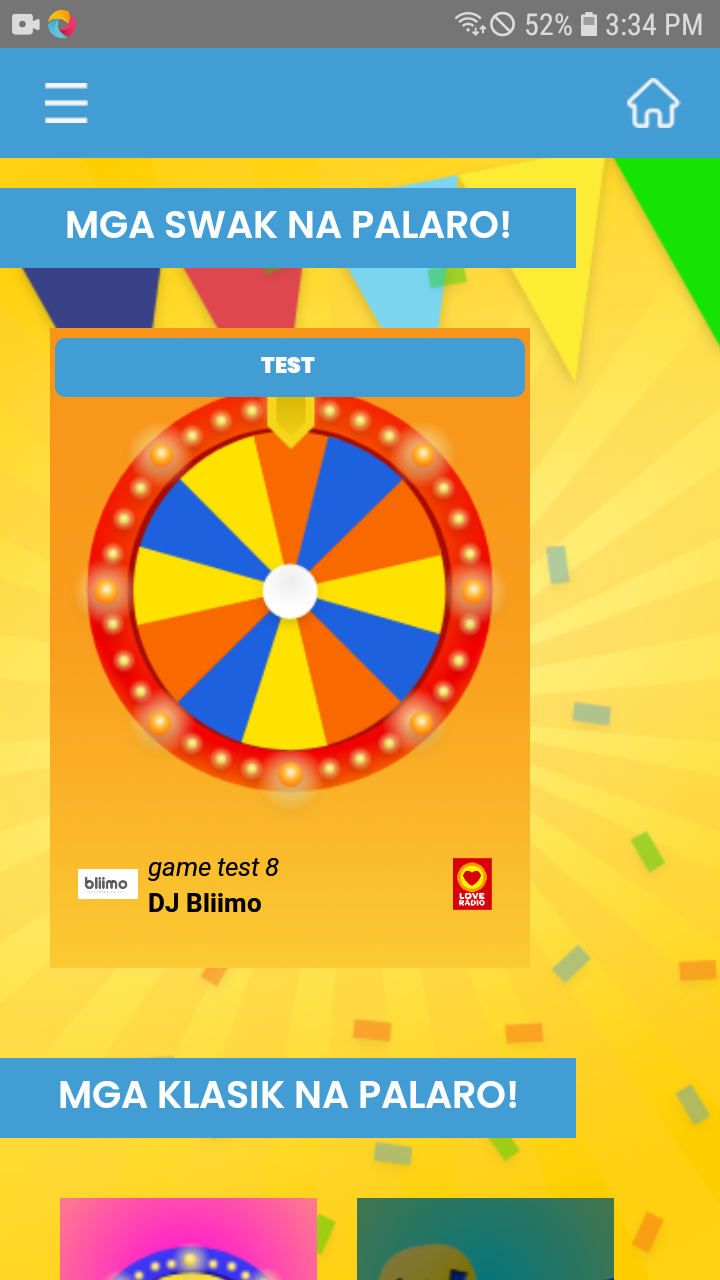 52% 3:34 PM
MGA SWAK NA PALARO!
TEST
game test 8
bliimo
DJ Bliimo
LOVE
RADIO
MGA KLASIK NA PALARO!